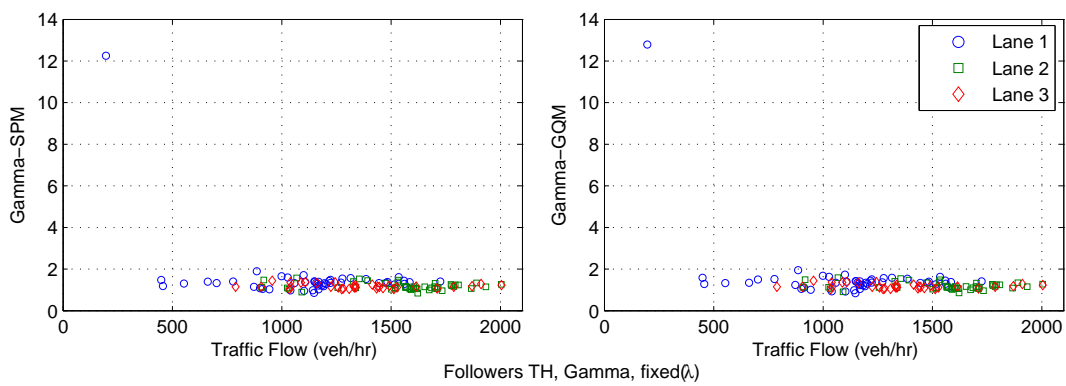 14
12
10
8
6
4
2
0
Gamma−SPM
0 500 1000 1500 2000
Traffic Flow (veh/hr)
14
12
10
8
6
4
2
0
Gamma−GQM
0 500 1000 1500 2000
Traffic Flow (veh/hr)
Lane 1
Lane 2
Lane 3
Followers TH, Gamma, fixed(λ)